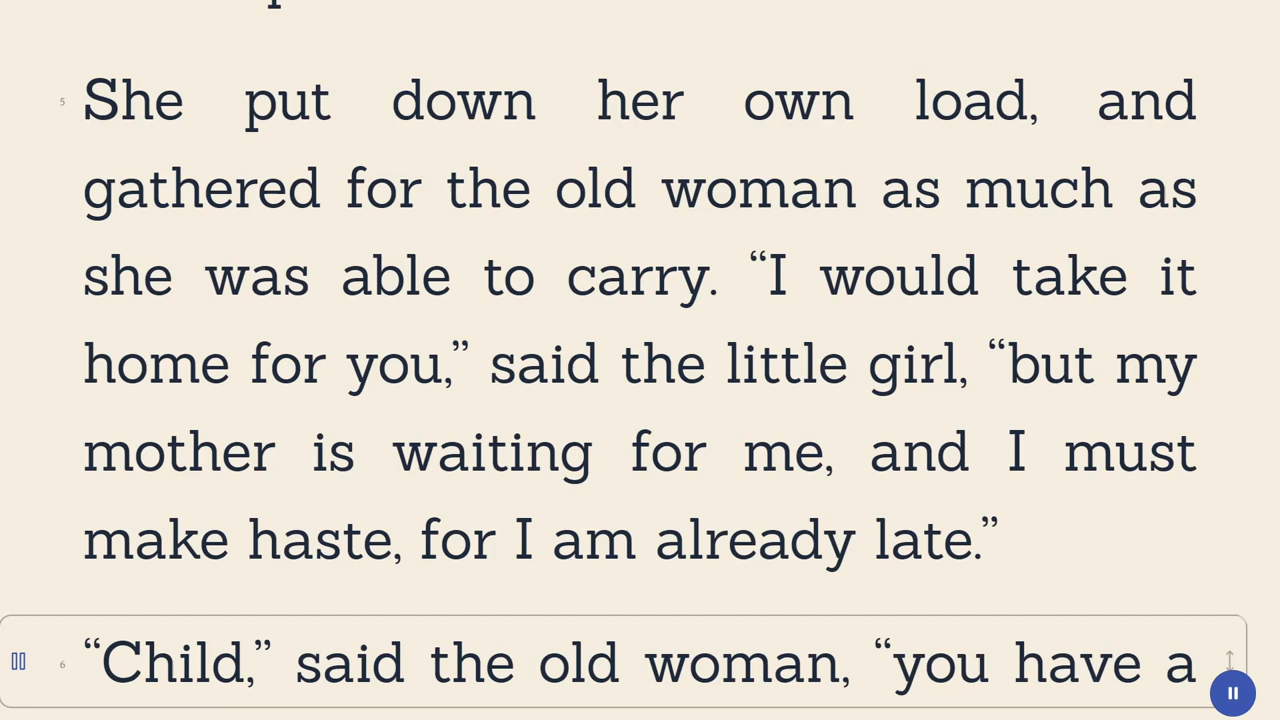 5 She put down her own load, and
gathered for the old woman as much as
she was able to carry. “I would take it
home for you,” said the little girl, “but my
mother is waiting for me, and I must
make haste, for I am already late.”
6 “Child,” said the old woman, “you have a